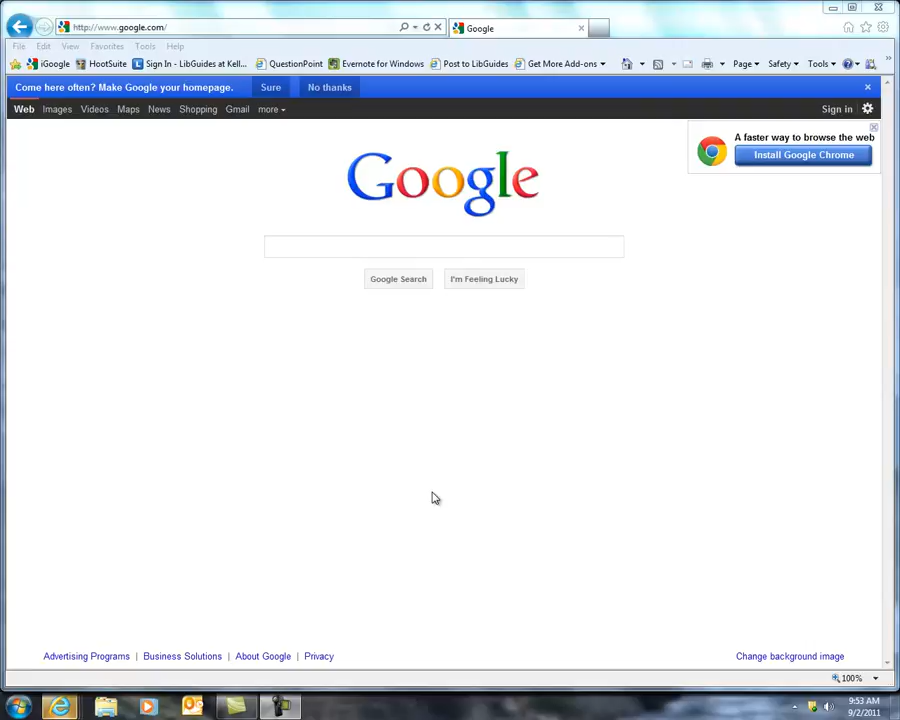 http://www.google.com/
Google
File Edit View Favorites Tools Help
iGoogle HootSuite Sign In - LibGuides at Kell... QuestionPoint Evernote for Windows Post to LibGuides Get More Add-ons Page Safety Tools
Come here often? Make Google your homepage. Sure No thanks
Web Images Videos Maps News Shopping Gmail more Sign in
A faster way to browse the web
Install Google Chrome
Google
Google Search I'm Feeling Lucky
Advertising Programs | Business Solutions | About Google | Privacy Change background image
100%
9:53 AM
9/2/2011